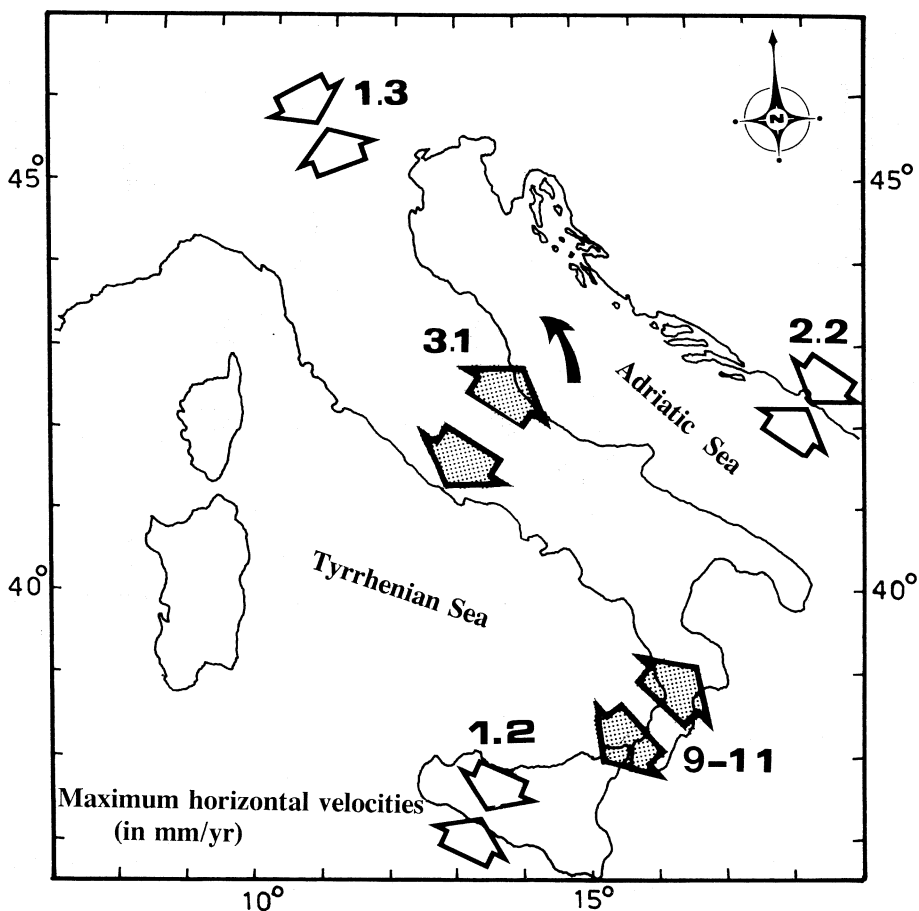 1.3
N
45°
45°
3.1
2.2
Adriatic Sea
40°
40°
Tyrrhenian Sea
1.2
9-11
Maximum horizontal velocities
(in mm/yr)
10°
15°